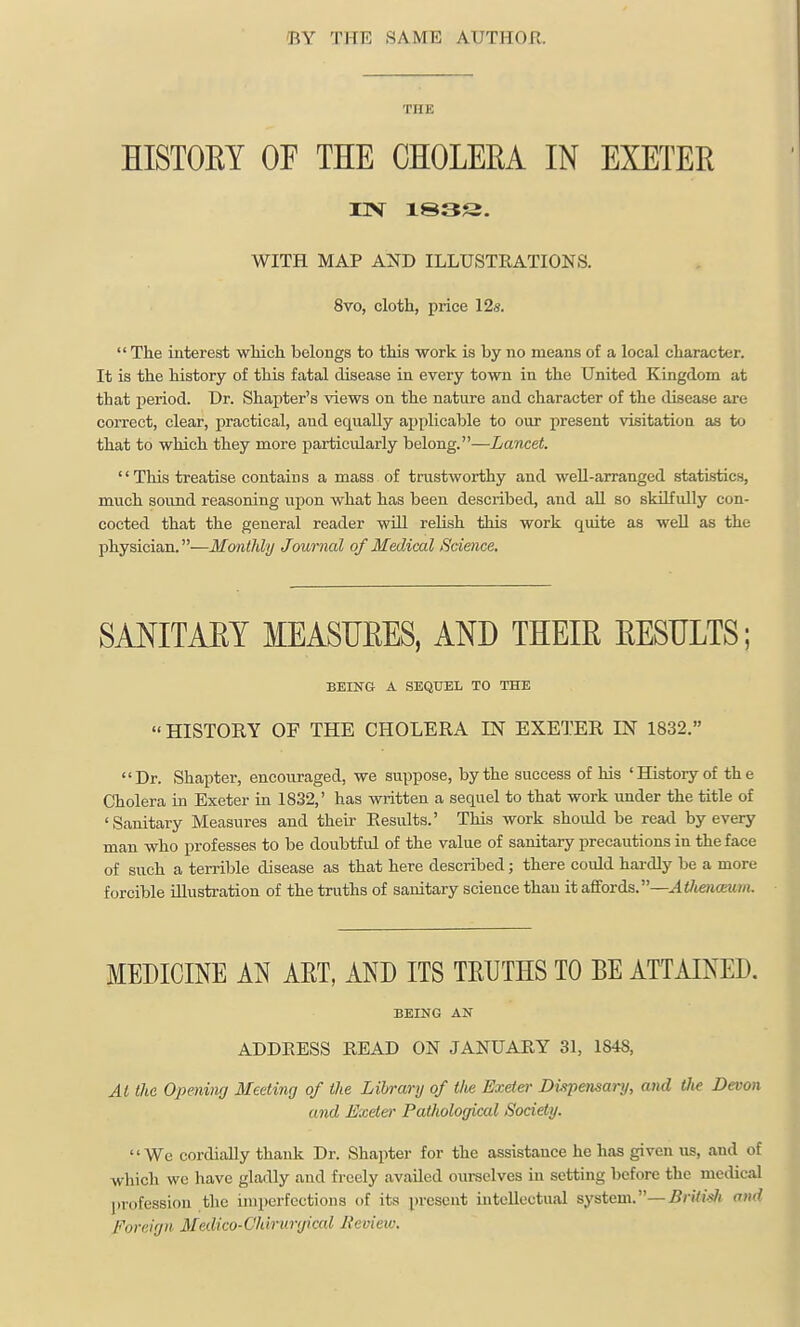 BY THE SAME AUTHOR.
THE
HISTORY OF THE CHOLERA IN EXETER
IN 1832.
WITH MAP AND ILLUSTRATIONS.
8vo, cloth, price 12s.
“The interest which belongs to this work is by no means of a local character.
It is the history of this fatal disease in every town in the United Kingdom at
that period. Dr. Shapter's views on the nature and character of the disease are
correct, clear, practical, and equally applicable to our present visitation as to
that to which they more particularly belong.”—Lancet.
“This treatise contains a mass of trustworthy and well-arranged statistics,
much sound reasoning upon what has been described, and all so skilfully con-
cocted that the general reader will relish this work quite as well as the
physician.”—Monthly Journal of Medical Science.
SANITARY MEASURES, AND THEIR RESULTS;
BEING A SEQUEL TO THE
“HISTORY OF THE CHOLERA IN EXETER IN 1832.”
“Dr. Shapter, encouraged, we suppose, by the success of his ‘History of th e
Cholera in Exeter in 1832,’ has written a sequel to that work under the title of
‘Sanitary Measures and their Results.’ This work should be read by every
man who professes to be doubtful of the value of sanitary precautions in the face
of such a terrible disease as that here described; there could hardly be a more
forcible illustration of the truths of sanitary science than it affords.”—Athenæum.
MEDICINE AN ART, AND ITS TRUTHS TO BE ATTAINED.
BEING AN
ADDRESS READ ON JANUARY 31, 1848,
At the Opening Meeting of the Library of the Exeter Dispensary, and the Devon
and Exeter Pathological Society.
“We cordially thank Dr. Shapter for the assistance he has given us, and of
which we have gladly and freely availed ourselves in setting before the medical
profession the imperfections of its present intellectual system.”—British and
Foreign Medico-Chirurgical Review.